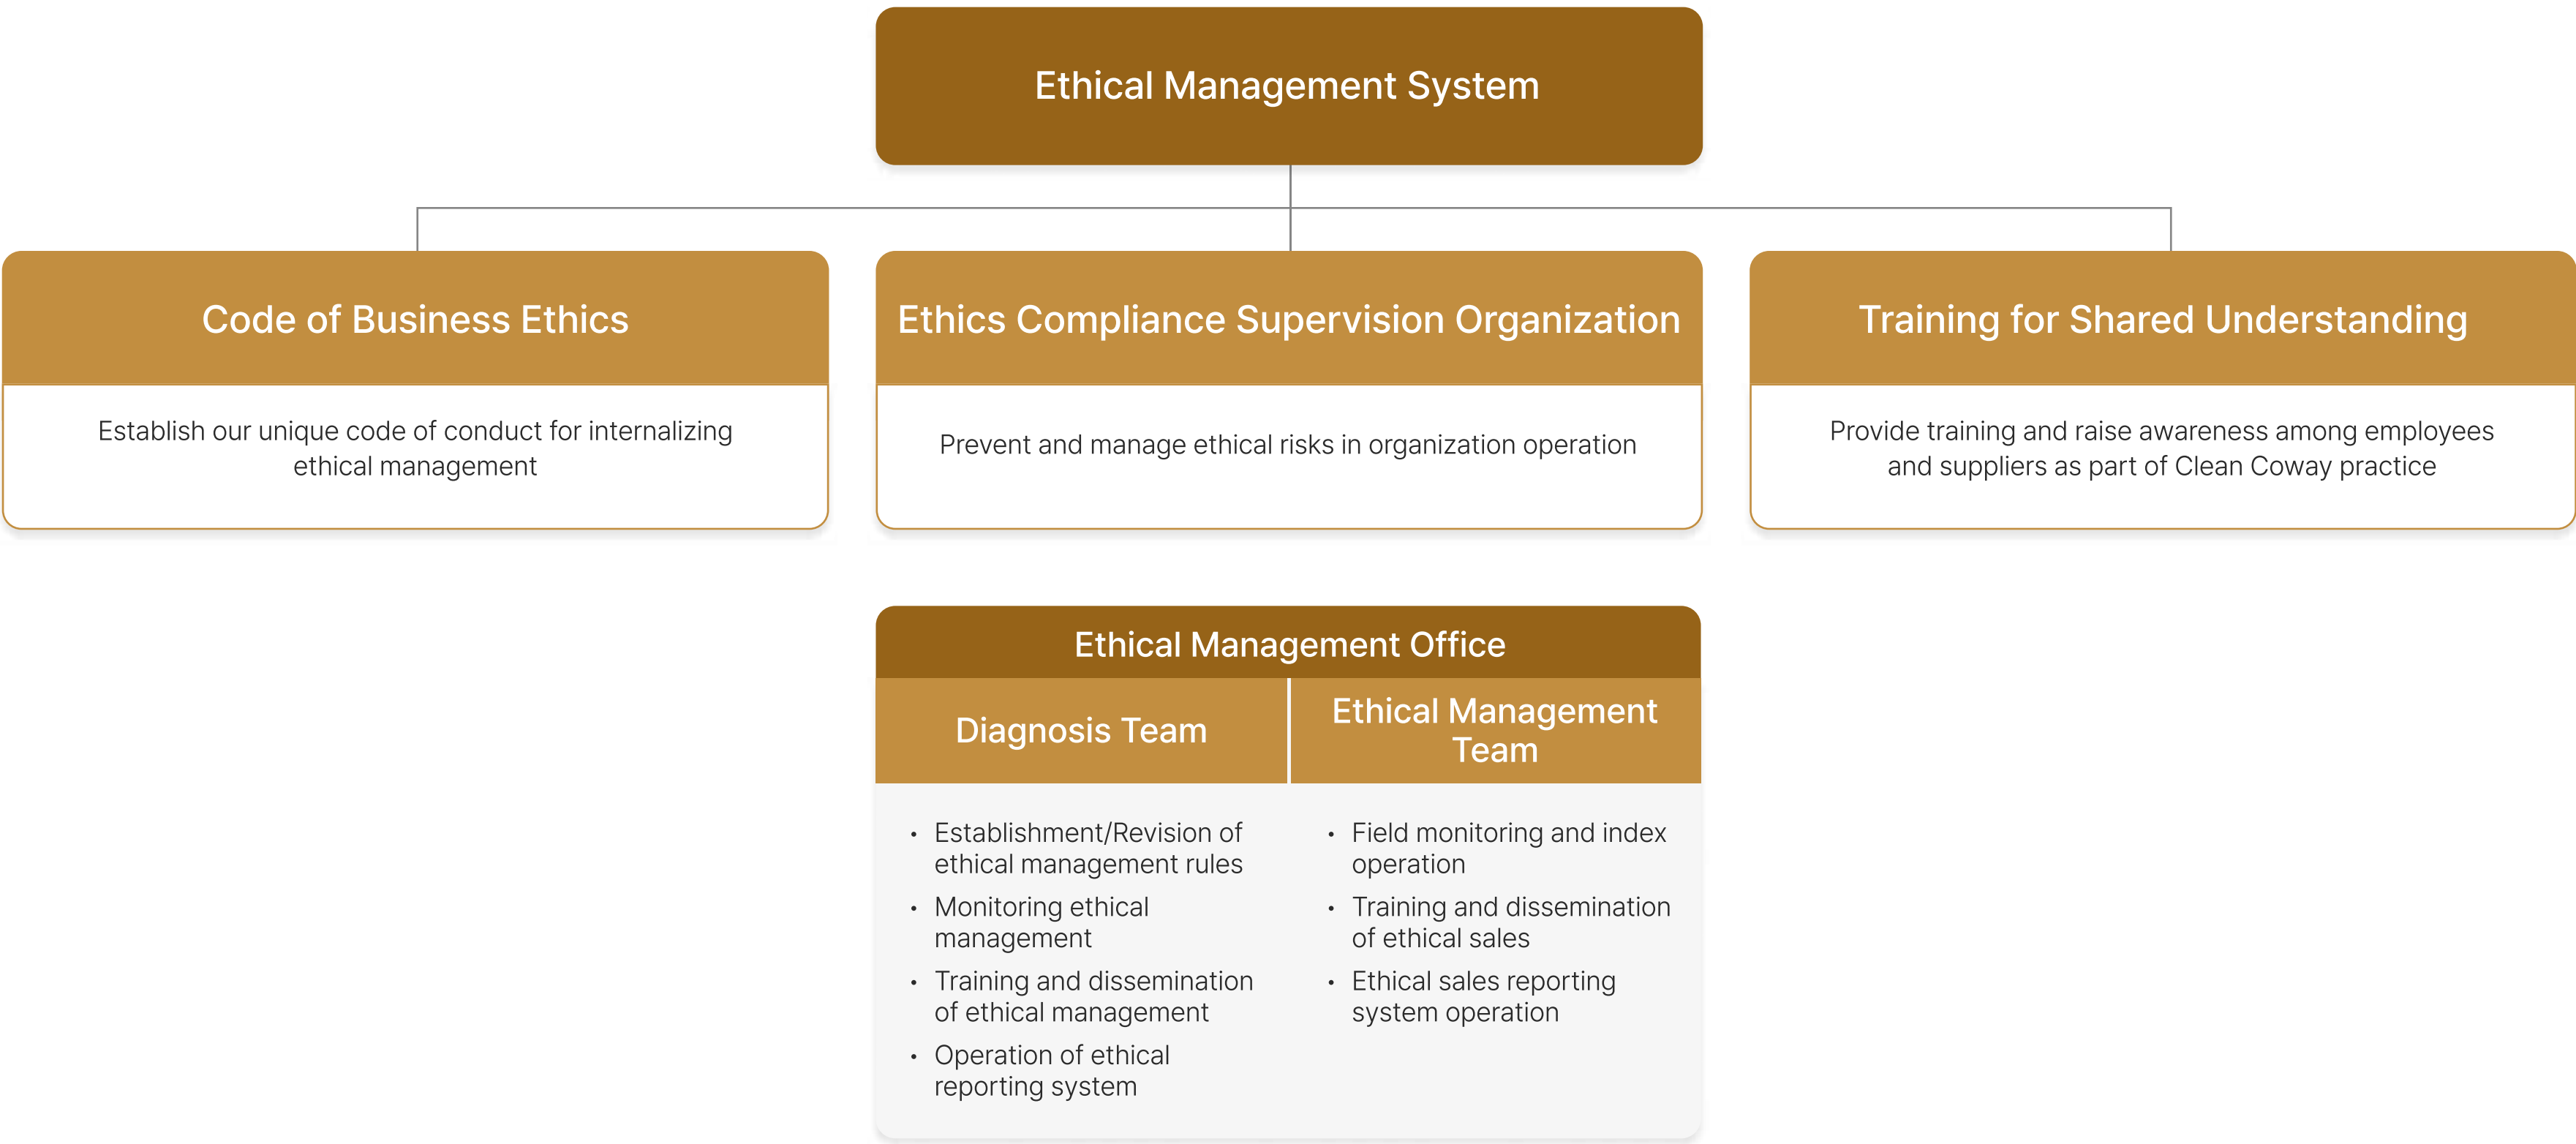 Ethical Management System
Code of Business Ethics
Establish our unique code of conduct for internalizing
ethical management
Ethics Compliance Supervision Organization
Prevent and manage ethical risks in organization operation
Training for Shared Understanding
Provide training and raise awareness among employees
and suppliers as part of Clean Coway practice
Ethical Management Office
Diagnosis Team
• Establishment/Revision of
ethical management rules
• Monitoring ethical
management
• Training and dissemination
of ethical management
• Operation of ethical
reporting system
Ethical Management
Team
• Field monitoring and index
operation
• Training and dissemination
of ethical sales
• Ethical sales reporting
system operation